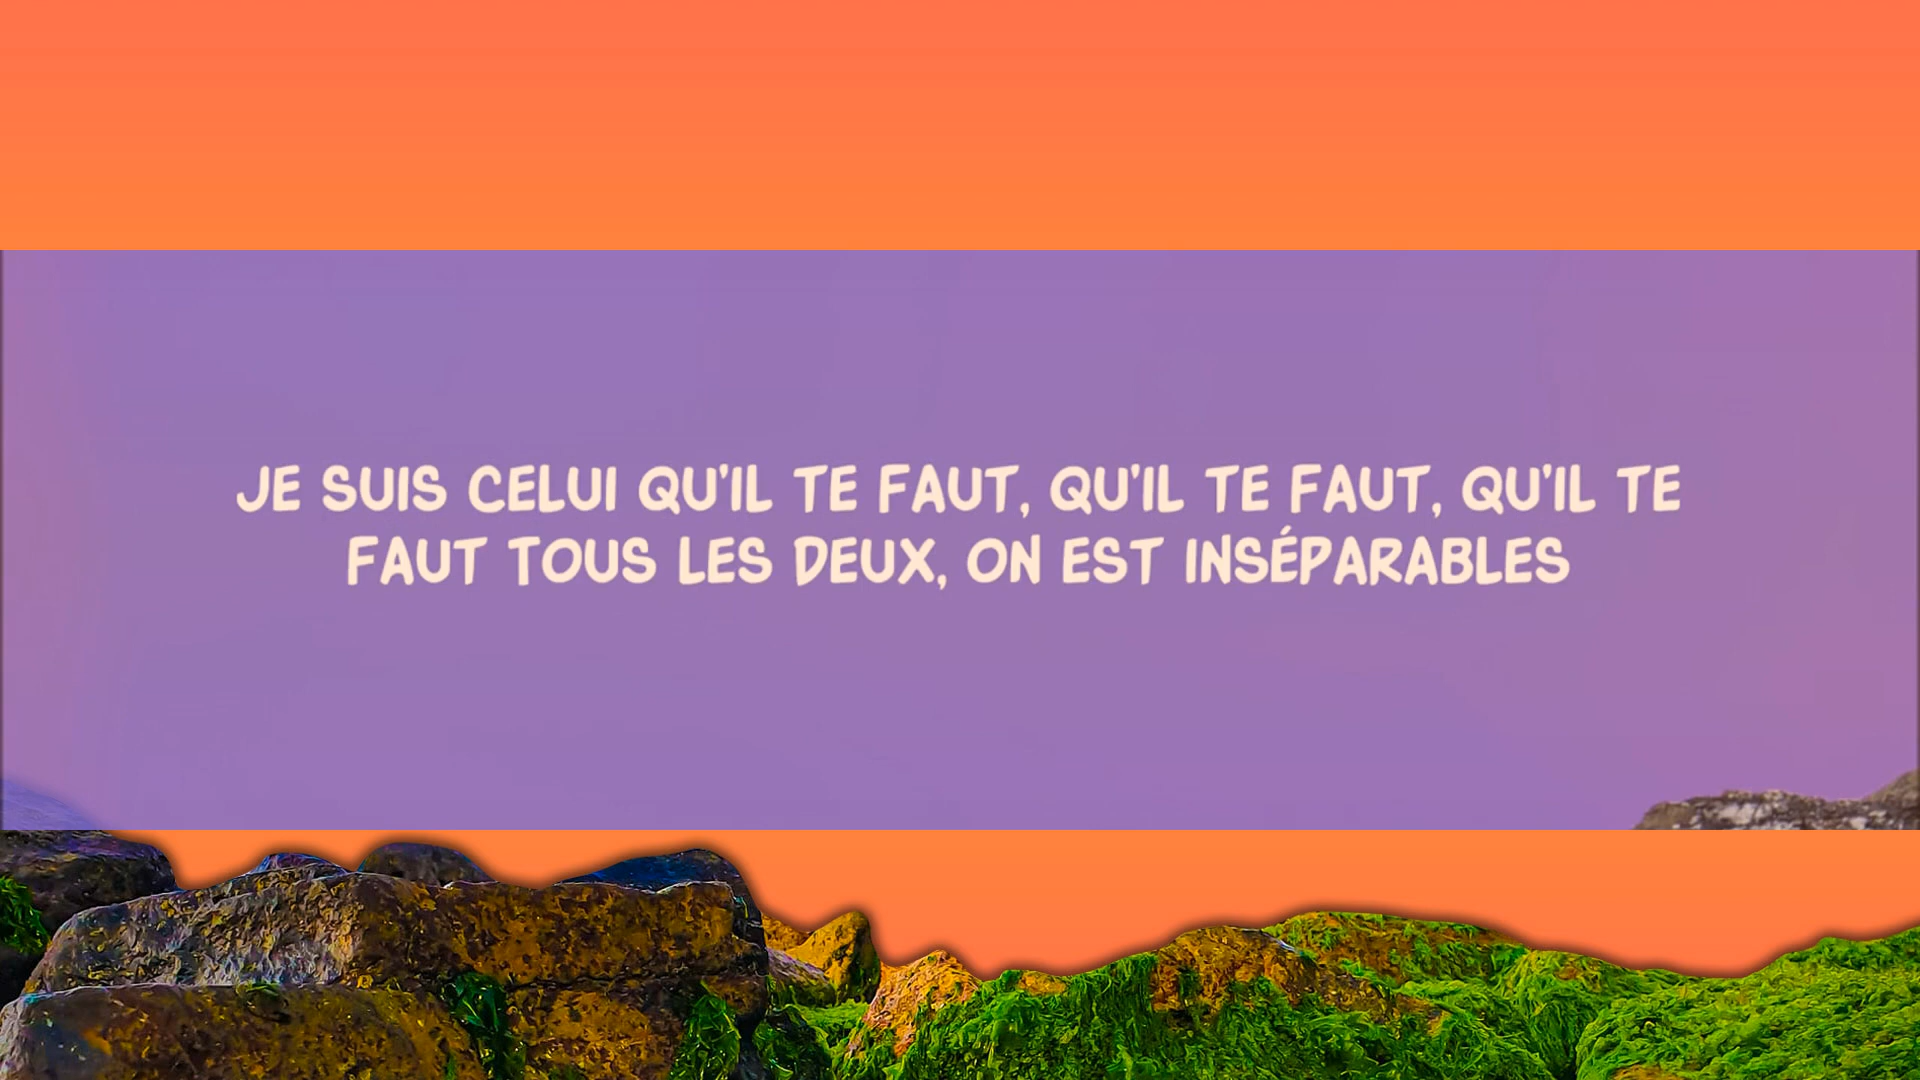 JE SUIS CELUI QU'IL TE FAUT, QU'IL TE FAUT, QU'IL TE
FAUT TOUS LES DEUX, ON EST INSÉPARABLES